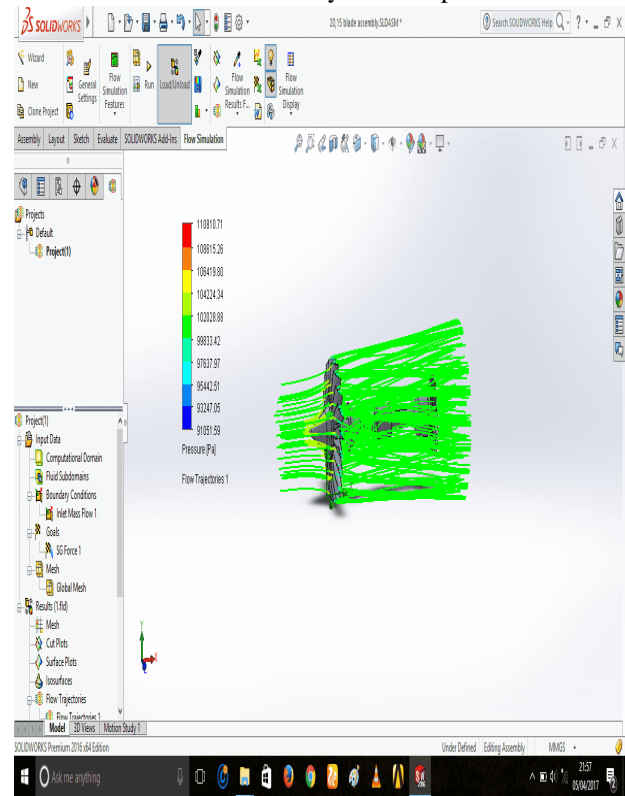 SOLIDWORKS
20,15 blade assembly.SLDASM *
Search SOLIDWORKS Help
Wizard
New
Clone Project
General Settings
Flow Simulation Features
Run
Load/Unload
Flow Simulation Results F...
Flow Simulation Display
Assembly Layout Sketch Evaluate SOLIDWORKS Add-Ins Flow Simulation
0
Projects
Default
Project(1)
110810.71
108615.26
106419.80
104224.34
102028.88
99833.42
97637.97
95442.51
93247.05
91051.59
Pressure [Pa]
Flow Trajectories 1
Project(1)
Input Data
Computational Domain
Fluid Subdomains
Boundary Conditions
Inlet Mass Flow 1
Goals
SG Force 1
Mesh
Global Mesh
Results (1.fld)
Mesh
Cut Plots
Surface Plots
Isosurfaces
Flow Trajectories
Flow Trajectories 1
Y
Model 3D Views Motion Study 1
SOLIDWORKS Premium 2016 x64 Edition
Under Defined Editing Assembly MMGS
Ask me anything
21:57
05/04/2017